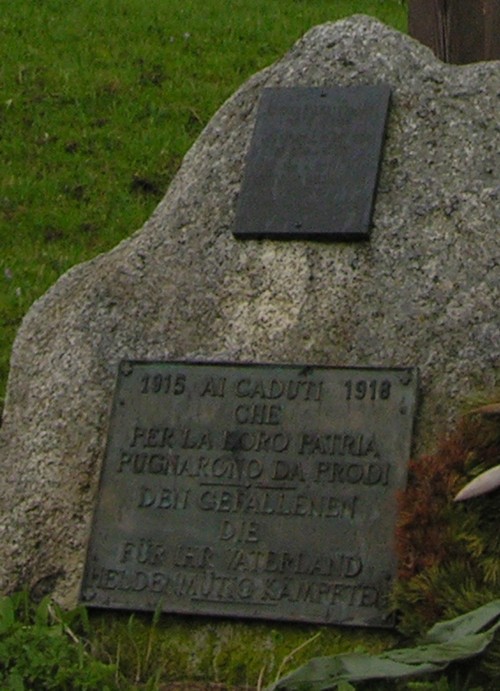 1915 AI CADUTI 1918
CHE
PER LA LORO PATRIA
PUGNARONO DA PRODI
DEN GEFALLENEN
DIE
FÜR IHR VATERLAND
HELDENMUTIG KÄMPFTEN